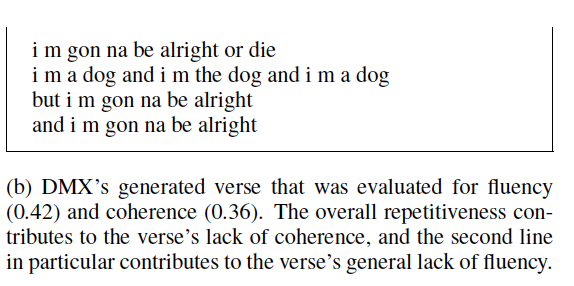 i m gon na be alright or die
i m a dog and i m the dog and i m a dog
but i m gon na be alright
and i m gon na be alright
(b) DMX's generated verse that was evaluated for fluency
(0.42) and coherence (0.36). The overall repetitiveness con-
tributes to the verse's lack of coherence, and the second line
in particular contributes to the verse's general lack of fluency.